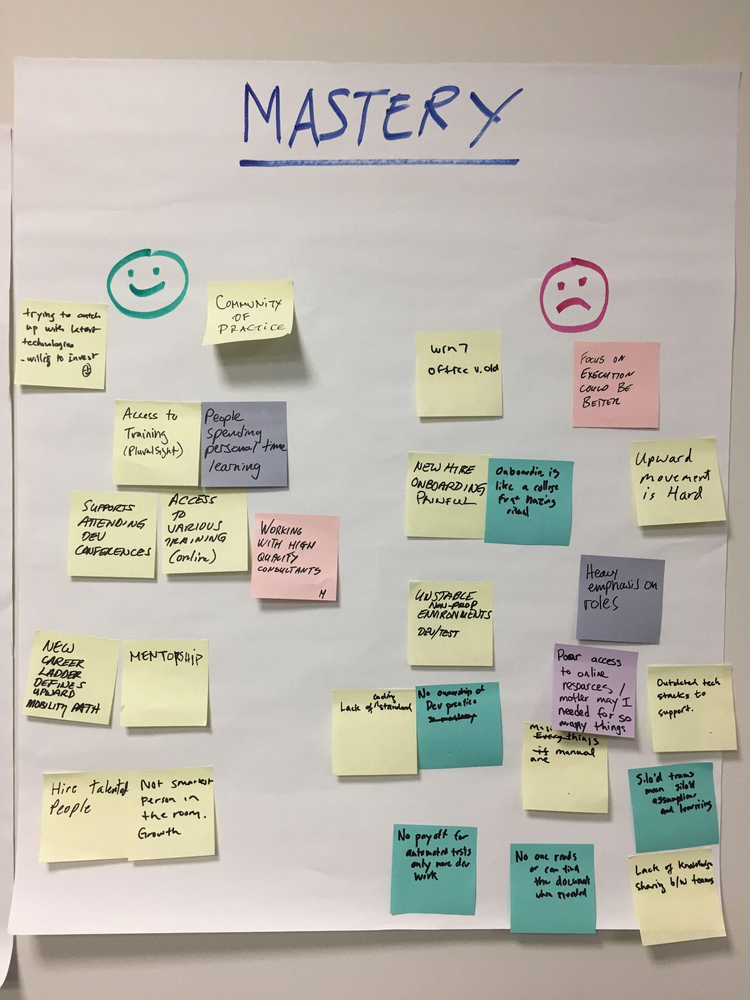 MASTERY
trying to catch
up with latest
technologies
- willig to invest
COMMUNITY
OF
PRACTICE
Access to
Training
(PluralSight)
People
spending
personal time
learning
SUPPORTS
ATTENDING
DEV
CONFERENCES
ACCESS
TO
VARIOUS
TRAINING
(online)
WORKING
WITH HIGH
QUALITY
CONSULTANTS
M
NEW
CAREER
LADDER
DEFINES
UPWARD
MOBILITY PATH
MENTORSHIP
Hire talented
People
Not smartest
person in
the room.
Growth
win7
office v.old
FOCUS ON
EXECUTION
COULD BE
BETTER
NEW HIRE
ONBOARDING
PAINFUL
Onboardin is
like a college
frat hazing
ritual
Upward
movement
is Hard
Heavy
emphasis on
roles
UNSTABLE
NON-PROD
ENVIRONMENTS
DEV/TEST
Poor access
to online
resources /
mother may I
needed for so
many things
Outdated tech
stacks to
support.
coding
Lack of ^ standard
No ownership of
Dev practice
so mastery
Every things
is manual
are
Silo'd teams
mean silo'd
assumptions
and learning
No payoff for
automated tests
only more dev
work
No one reads
or can find
the document
when needed
Lack of knowledge
sharing b/w teams